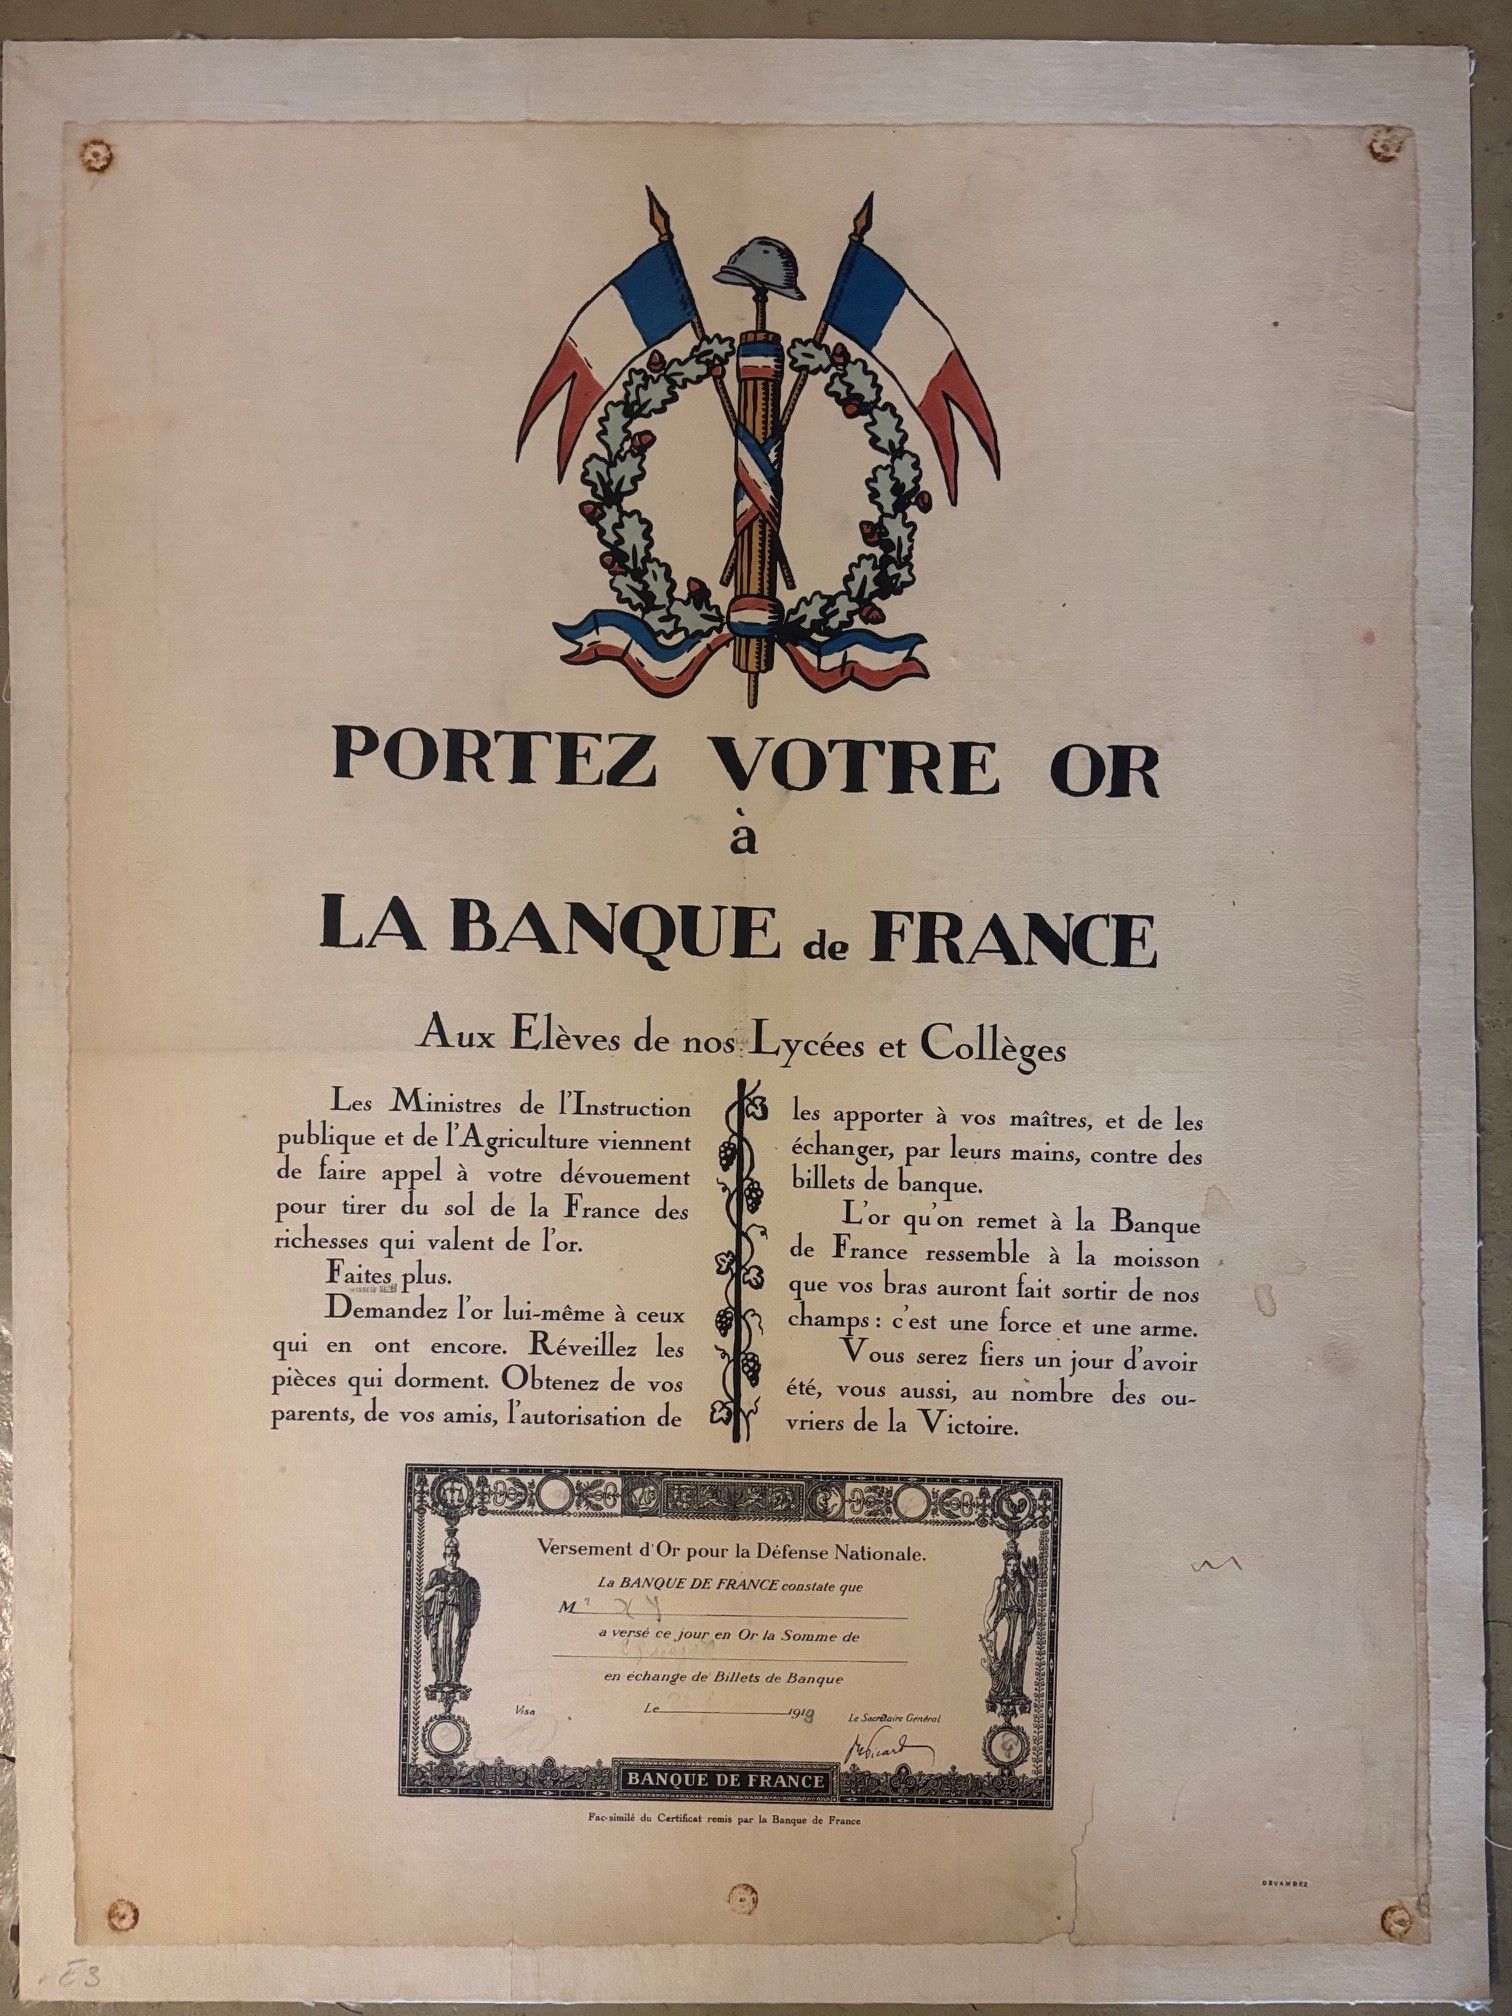 PORTEZ VOTRE OR
à
LA BANQUE de FRANCE
Aux Elèves de nos Lycées et Collèges
Les Ministres de l'Instruction
publique et de l'Agriculture viennent
de faire appel à votre dévouement
pour tirer du sol de la France des
richesses qui valent de l'or.
Faites plus.
Demandez l'or lui-même à ceux
qui en ont encore. Réveillez les
pièces qui dorment. Obtenez de vos
parents, de vos amis, l'autorisation de
les apporter à vos maîtres, et de les
échanger, par leurs mains, contre des
billets de banque.
L'or qu'on remet à la Banque
de France ressemble à la moisson
que vos bras auront fait sortir de nos
champs : c'est une force et une arme.
Vous serez fiers un jour d'avoir
été, vous aussi, au nombre des ou-
vriers de la Victoire.
Versement d'Or pour la Défense Nationale.
La BANQUE DE FRANCE constate que
M
a versé ce jour en Or la Somme de
en échange de Billets de Banque
Visa
Le 191
Le Secrétaire Général
BANQUE DE FRANCE
Fac-similé du Certificat remis par la Banque de France
DEVAMBEZ
E3